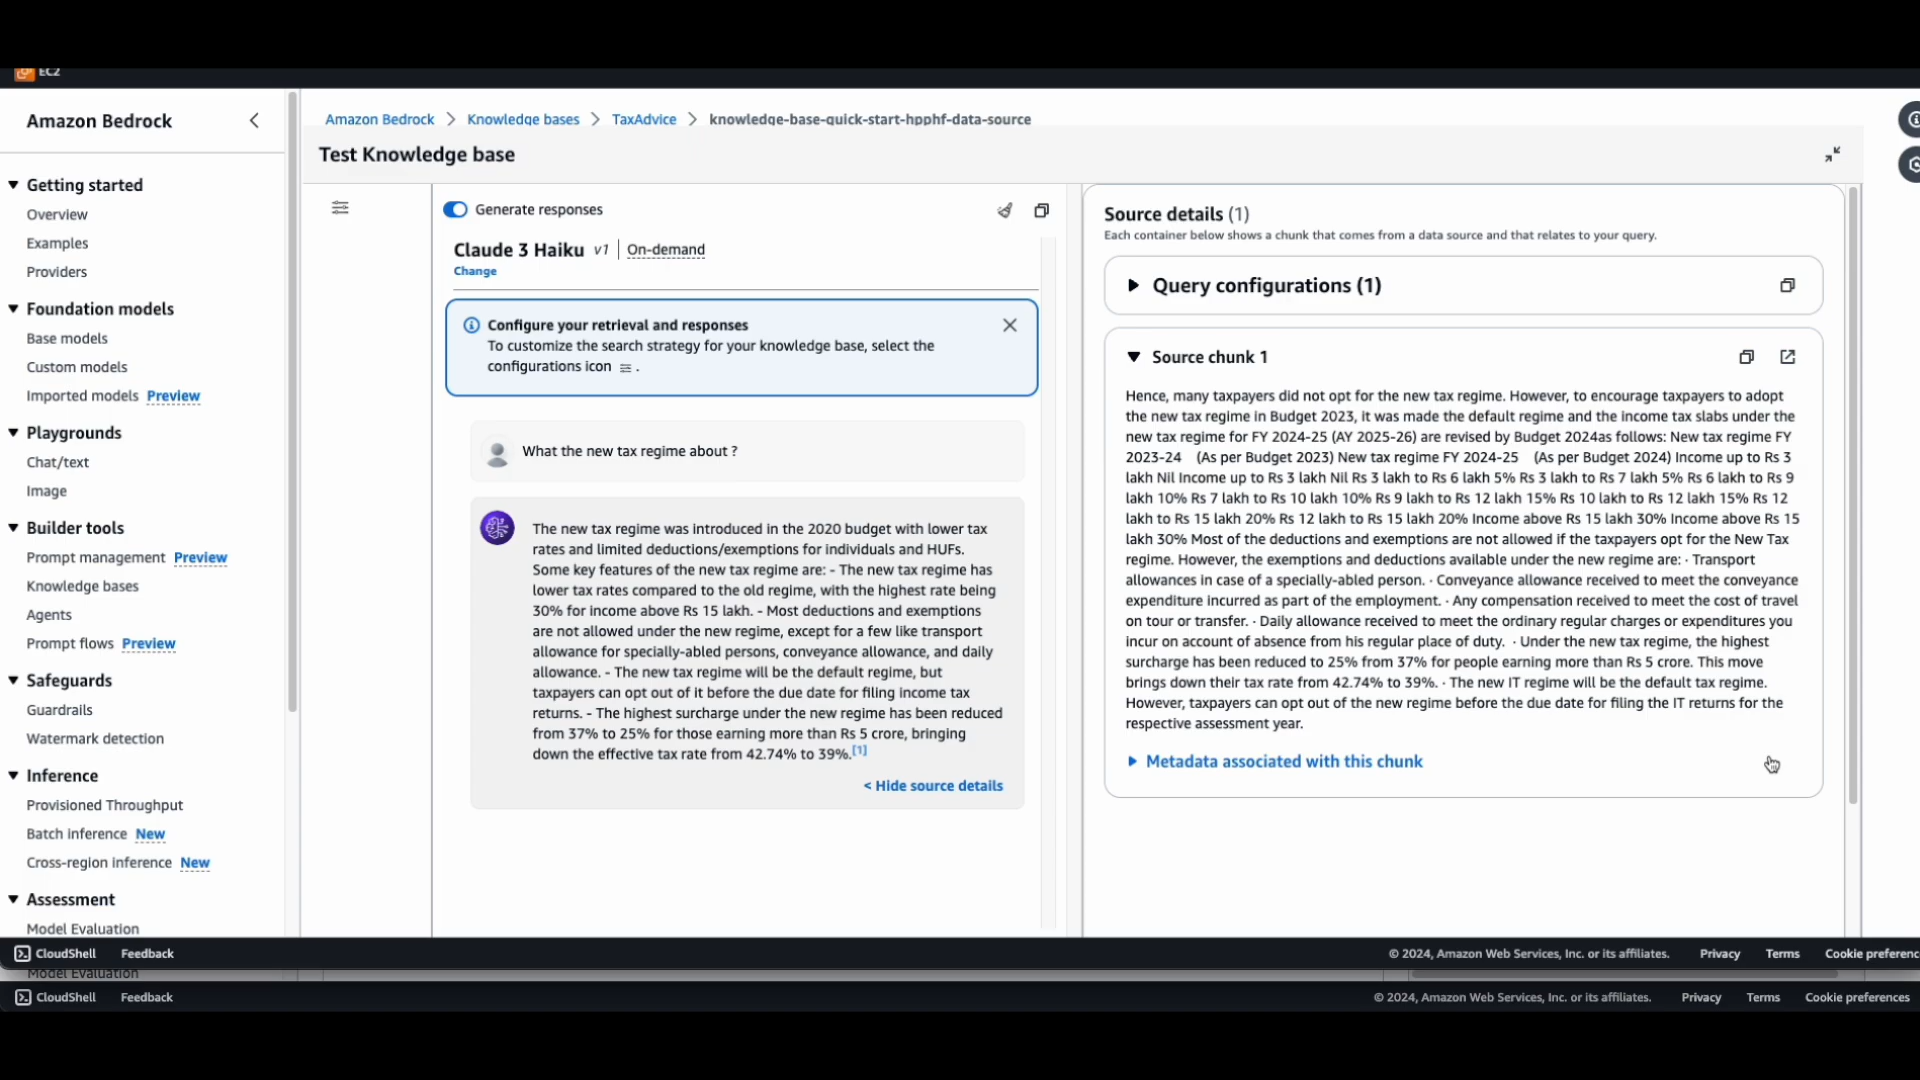 EC2
Amazon Bedrock
Getting started
Overview
Examples
Providers
Foundation models
Base models
Custom models
Imported models Preview
Playgrounds
Chat/text
Image
Builder tools
Prompt management Preview
Knowledge bases
Agents
Prompt flows Preview
Safeguards
Guardrails
Watermark detection
Inference
Provisioned Throughput
Batch inference New
Cross-region inference New
Assessment
Model Evaluation
Amazon Bedrock > Knowledge bases > TaxAdvice > knowledge-base-quick-start-hpphf-data-source
Test Knowledge base
Generate responses
Claude 3 Haiku v1 | On-demand
Change
Configure your retrieval and responses
To customize the search strategy for your knowledge base, select the
configurations icon .
What the new tax regime about ?
The new tax regime was introduced in the 2020 budget with lower tax
rates and limited deductions/exemptions for individuals and HUFs.
Some key features of the new tax regime are: - The new tax regime has
lower tax rates compared to the old regime, with the highest rate being
30% for income above Rs 15 lakh. - Most deductions and exemptions
are not allowed under the new regime, except for a few like transport
allowance for specially-abled persons, conveyance allowance, and daily
allowance. - The new tax regime will be the default regime, but
taxpayers can opt out of it before the due date for filing income tax
returns. - The highest surcharge under the new regime has been reduced
from 37% to 25% for those earning more than Rs 5 crore, bringing
down the effective tax rate from 42.74% to 39%.[1]
< Hide source details
Source details (1)
Each container below shows a chunk that comes from a data source and that relates to your query.
Query configurations (1)
Source chunk 1
Hence, many taxpayers did not opt for the new tax regime. However, to encourage taxpayers to adopt
the new tax regime in Budget 2023, it was made the default regime and the income tax slabs under the
new tax regime for FY 2024-25 (AY 2025-26) are revised by Budget 2024as follows: New tax regime FY
2023-24 (As per Budget 2023) New tax regime FY 2024-25 (As per Budget 2024) Income up to Rs 3
lakh Nil Income up to Rs 3 lakh Nil Rs 3 lakh to Rs 6 lakh 5% Rs 3 lakh to Rs 7 lakh 5% Rs 6 lakh to Rs 9
lakh 10% Rs 7 lakh to Rs 10 lakh 10% Rs 9 lakh to Rs 12 lakh 15% Rs 10 lakh to Rs 12 lakh 15% Rs 12
lakh to Rs 15 lakh 20% Rs 12 lakh to Rs 15 lakh 20% Income above Rs 15 lakh 30% Income above Rs 15
lakh 30% Most of the deductions and exemptions are not allowed if the taxpayers opt for the New Tax
regime. However, the exemptions and deductions available under the new regime are: · Transport
allowances in case of a specially-abled person. · Conveyance allowance received to meet the conveyance
expenditure incurred as part of the employment. · Any compensation received to meet the cost of travel
on tour or transfer. · Daily allowance received to meet the ordinary regular charges or expenditures you
incur on account of absence from his regular place of duty. · Under the new tax regime, the highest
surcharge has been reduced to 25% from 37% for people earning more than Rs 5 crore. This move
brings down their tax rate from 42.74% to 39%. · The new IT regime will be the default tax regime.
However, taxpayers can opt out of the new regime before the due date for filing the IT returns for the
respective assessment year.
Metadata associated with this chunk
CloudShell Feedback © 2024, Amazon Web Services, Inc. or its affiliates. Privacy Terms Cookie preferenc
Model Evaluation
CloudShell Feedback © 2024, Amazon Web Services, Inc. or its affiliates. Privacy Terms Cookie preferences